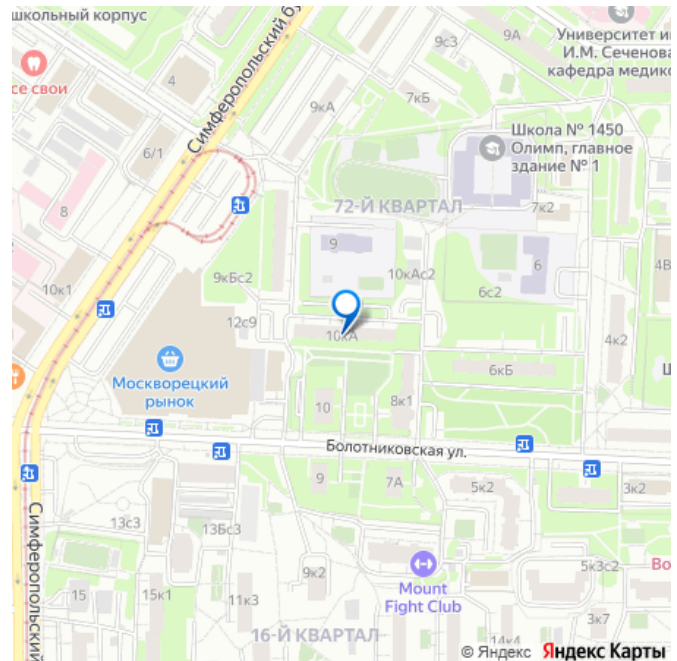 школьный корпус
9с3
9А
Университет и
И.М. Сеченова
кафедра медико
се свои
4
Симферопольский бу
9кА
7кБ
6/1
Школа № 1450
Олимп, главное
здание № 1
8
72-Й КВАРТАЛ
7к2
9
10кАс2
6
4В
9кБс2
6с2
10к1
12с9
10кА
4к2
Москворецкий
рынок
6кБ
10
8к1
Болотниковская ул.
9
7А
5к2
3к2
Симферопольский
13с3
13Бс3
9к2
5к3с2
Во
15
15к1
11к3
Mount
Fight Club
3к7
16-Й КВАРТАЛ
14к4
© Яндекс Яндекс Карты